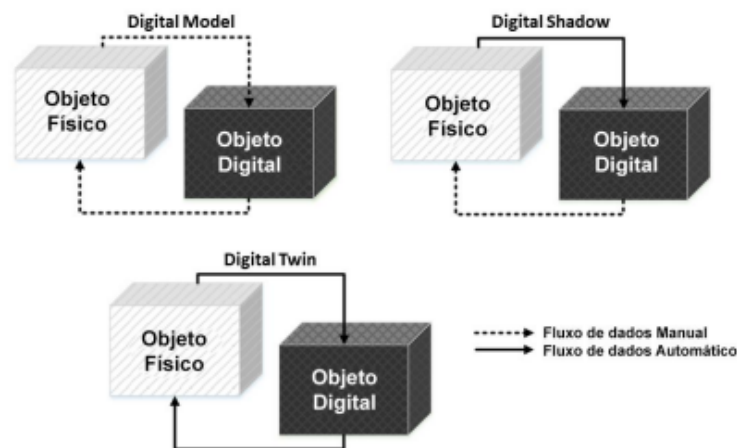 Digital Model
Objeto
Físico
Objeto
Digital
Digital Shadow
Objeto
Físico
Objeto
Digital
Digital Twin
Objeto
Físico
Objeto
Digital
Fluxo de dados Manual
Fluxo de dados Automático